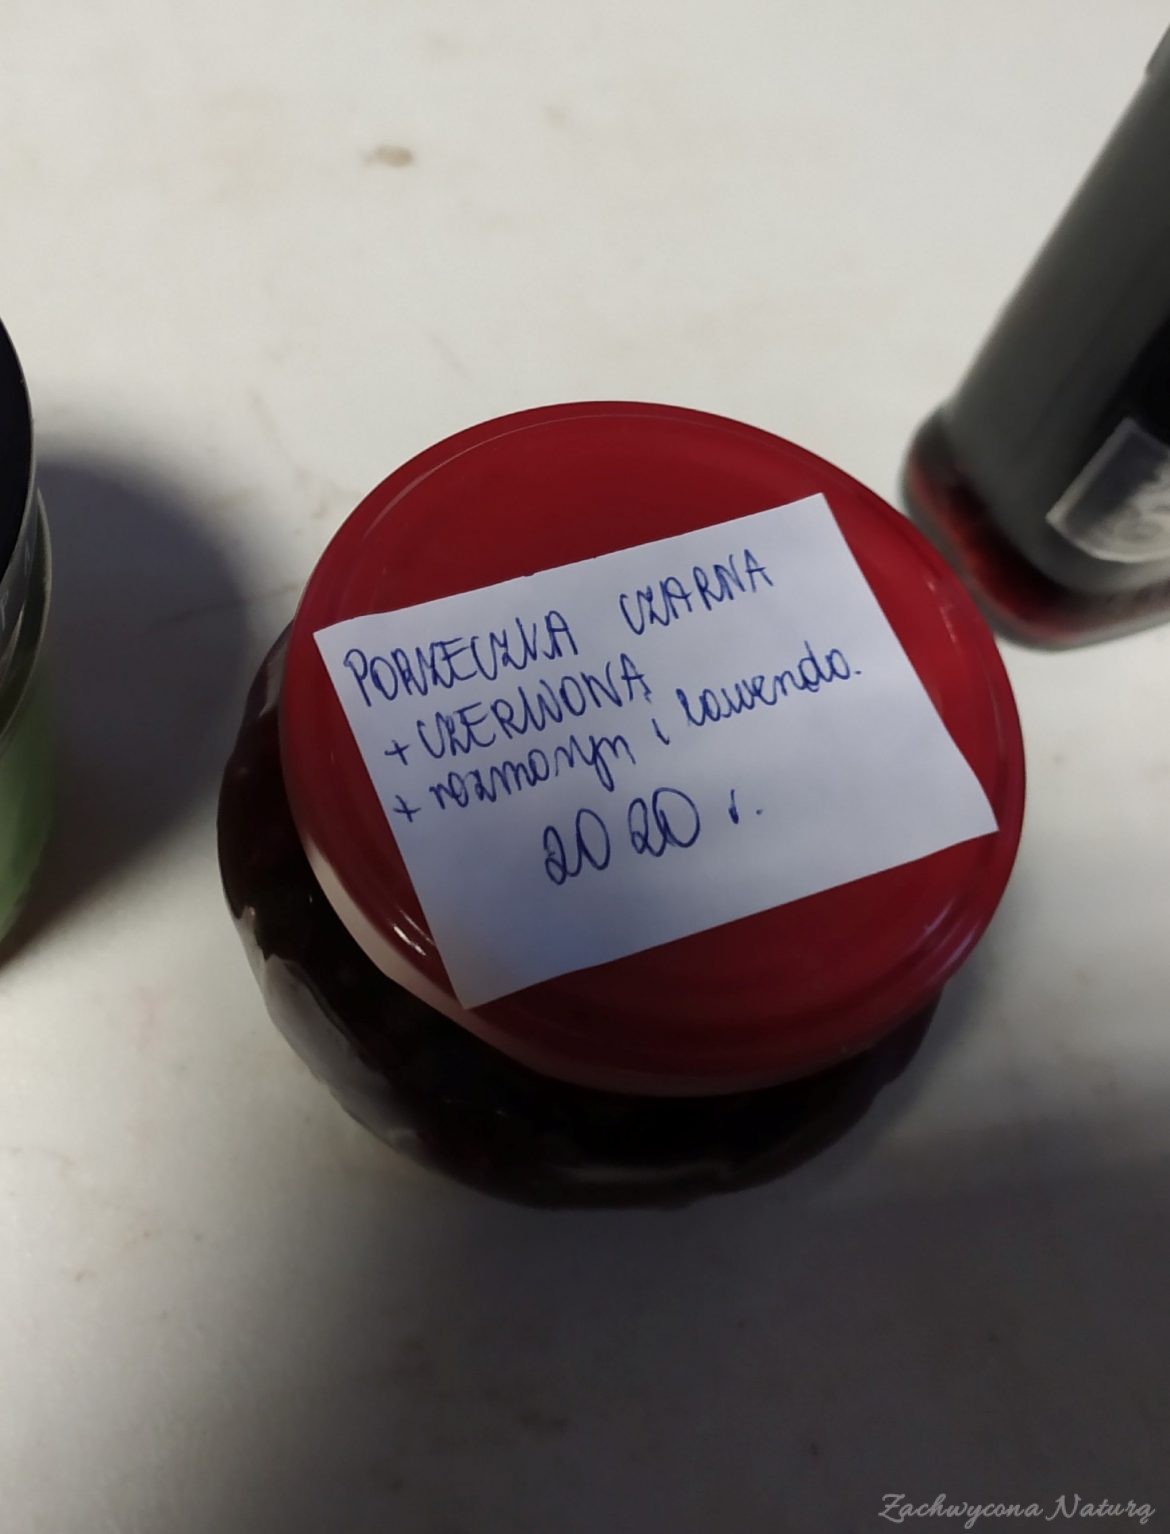 PORZECZKA CZARNA
+ CZERWONA
+ rozmaryn i lawenda.
2020 r.
Zachwycona Naturą